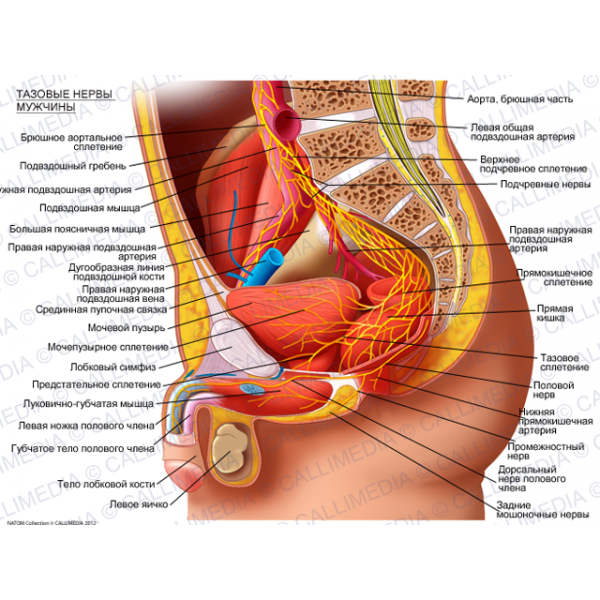 ТАЗОВЫЕ НЕРВЫ
МУЖЧИНЫ
Брюшное аортальное
сплетение
Подвздошный гребень
ужная подвздошная артерия
Подвздошная мышца
Большая поясничная мышца
Правая наружная подвздошная
артерия
Дугообразная линия
подвздошной кости
Правая наружная
подвздошная вена
Срединная пупочная связка
Мочевой пузырь
Мочепузырное сплетение
Лобковый симфиз
Предстательное сплетение
Луковично-губчатая мышца
Левая ножка полового члена
Губчатое тело полового члена
Тело лобковой кости
Левое яичко
Аорта, брюшная часть
Левая общая
подвздошная артерия
Верхнее
подчревное сплетение
Подчревные нервы
Правая наружная
подвздошная
артерия
Прямокишечное
сплетение
Прямая
кишка
Тазовое
сплетение
Половой
нерв
Нижняя
прямокишечная
артерия
Промежностный
нерв
Дорсальный
нерв полового
члена
Задние
мошоночные нервы
NATOM Collection © CALLIMEDIA 2012
CALLIMEDIA © CALLIMEDIA © CALLIMEDIA